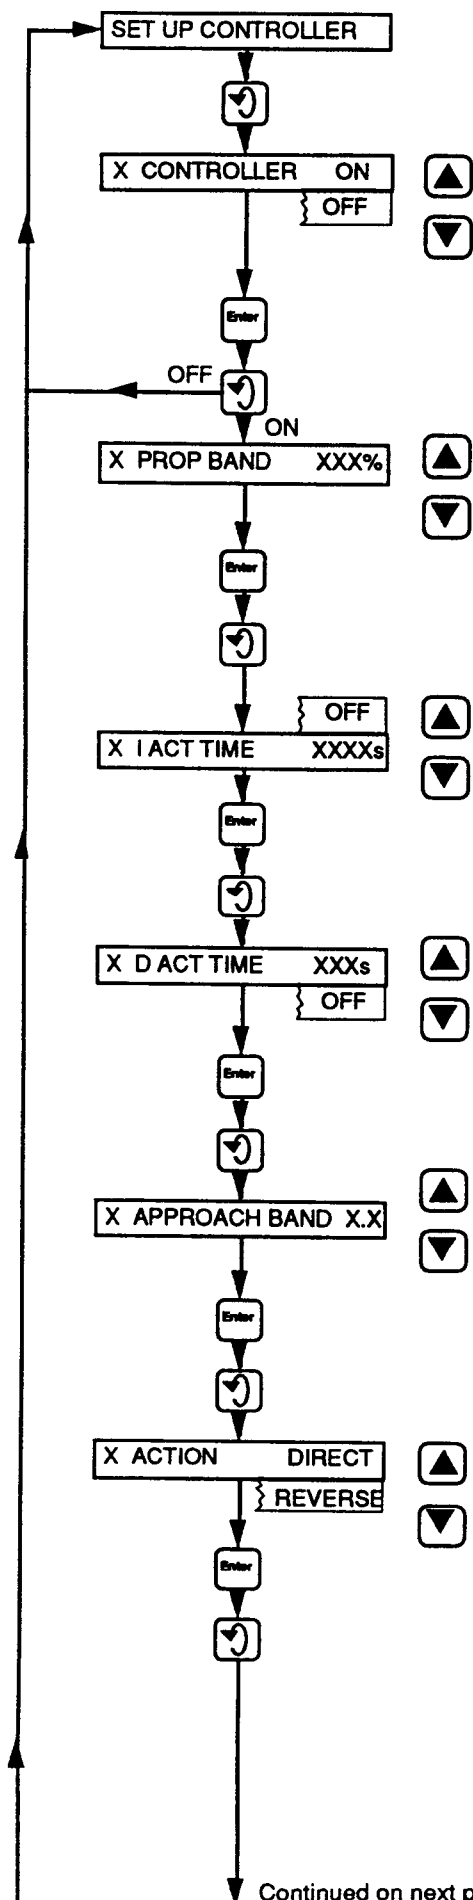 SET UP CONTROLLER
X CONTROLLER ON
OFF
Enter
OFF
ON
X PROP BAND XXX%
Enter
OFF
X I ACT TIME XXXXs
Enter
X D ACT TIME XXXs
OFF
Enter
X APPROACH BAND X.X
Enter
X ACTION DIRECT
REVERSE
Enter
Continued on next p